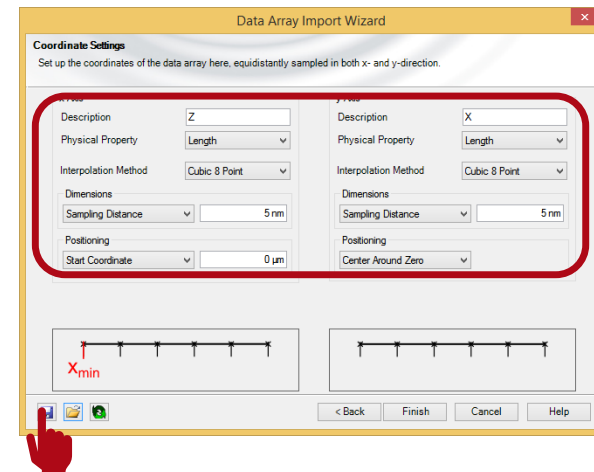 Data Array Import Wizard
Coordinate Settings
Set up the coordinates of the data array here, equidistantly sampled in both x- and y-direction.
Description Z Description X
Physical Property Length Physical Property Length
Interpolation Method Cubic 8 Point Interpolation Method Cubic 8 Point
Dimensions Dimensions
Sampling Distance 5 nm Sampling Distance 5 nm
Positioning Positioning
Start Coordinate 0 µm Center Around Zero
xmin
< Back Finish Cancel Help